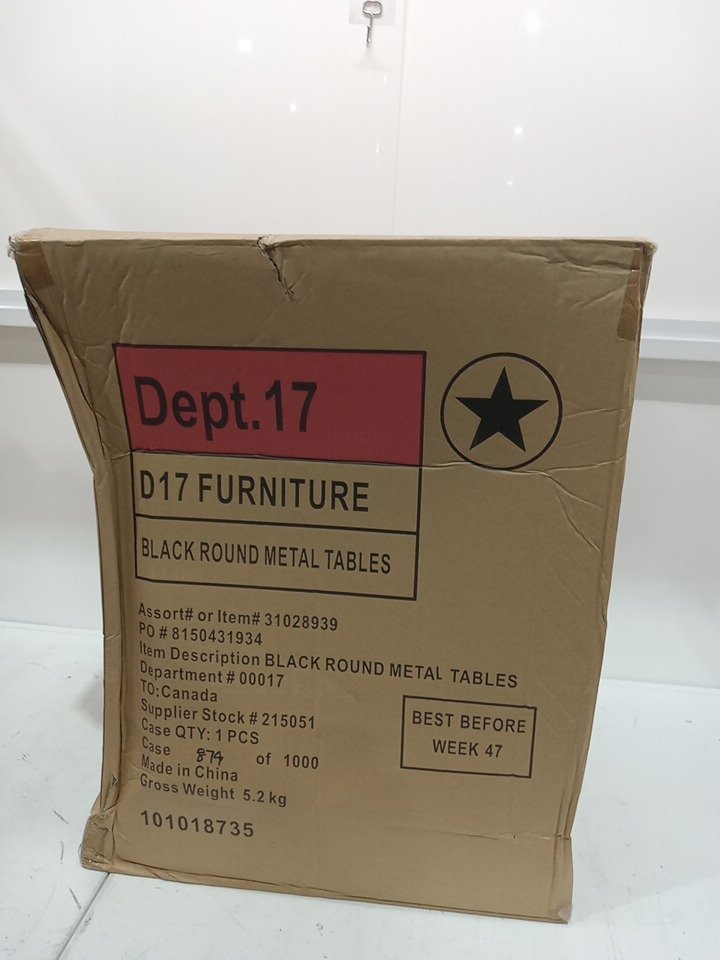 Dept.17
D17 FURNITURE
BLACK ROUND METAL TABLES
Assort# or Item# 31028939
PO # 8150431934
Item Description BLACK ROUND METAL TABLES
Department # 00017
TO:Canada
Supplier Stock # 215051
Case QTY: 1 PCS
Case 874 of 1000
Made in China
Gross Weight 5.2 kg
101018735
BEST BEFORE
WEEK 47